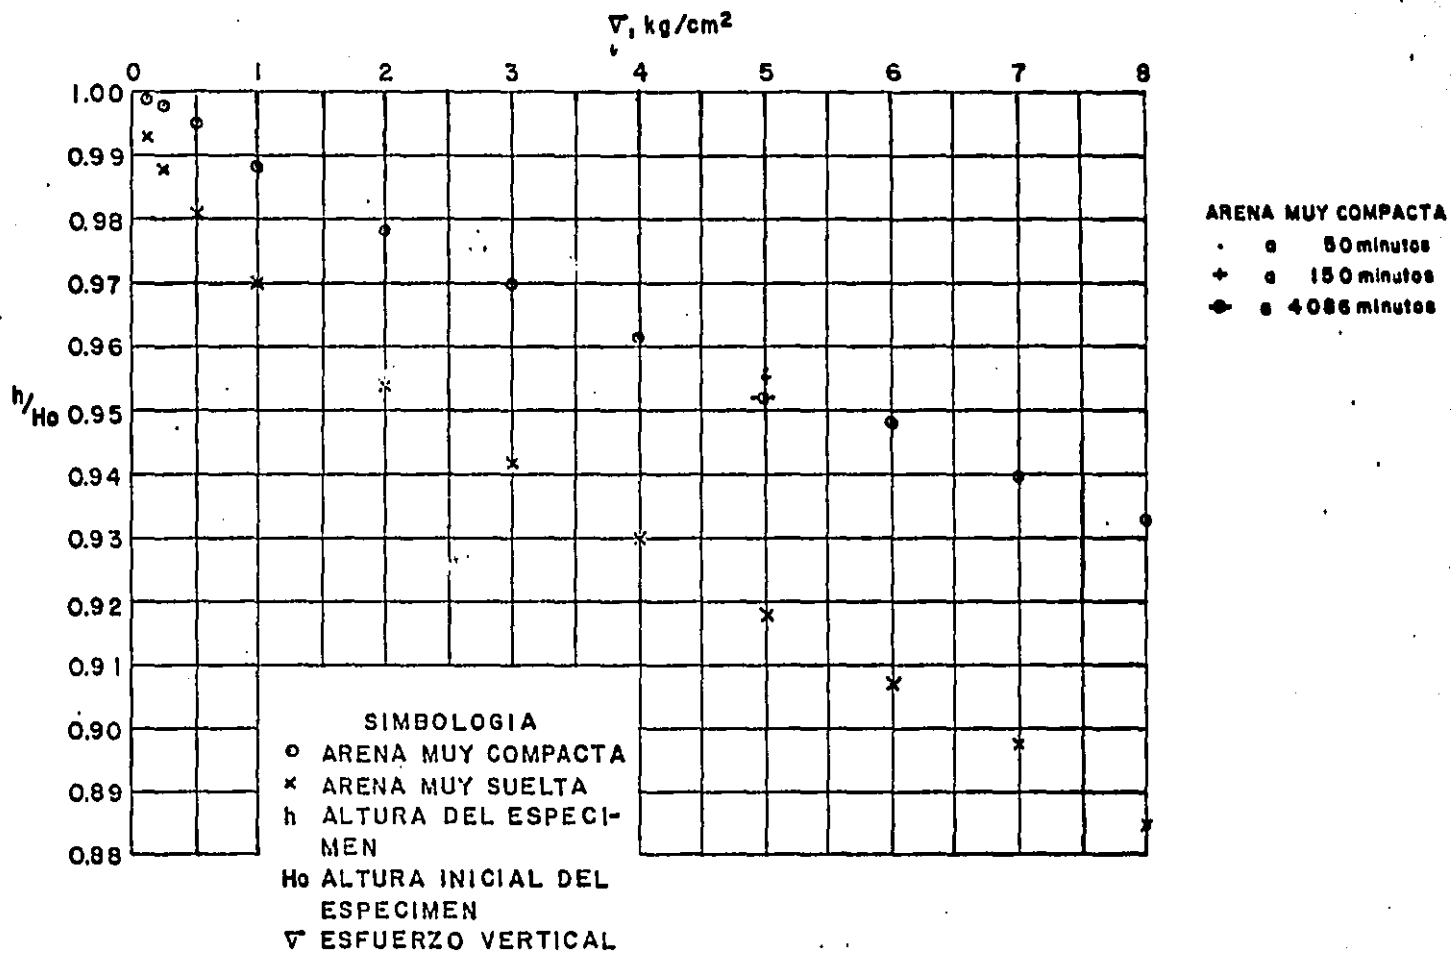 ∇, kg/cm²
0 1 2 3 4 5 6 7 8
1.00
0.99
0.98
0.97
0.96
h/Ho 0.95
0.94
0.93
0.92
0.91
0.90
0.89
0.88
ARENA MUY COMPACTA
· a 50 minutos
+ a 150 minutos
a 4086 minutos
SIMBOLOGIA
o ARENA MUY COMPACTA
x ARENA MUY SUELTA
h ALTURA DEL ESPECI-
MEN
Ho ALTURA INICIAL DEL
ESPECIMEN
∇ ESFUERZO VERTICAL